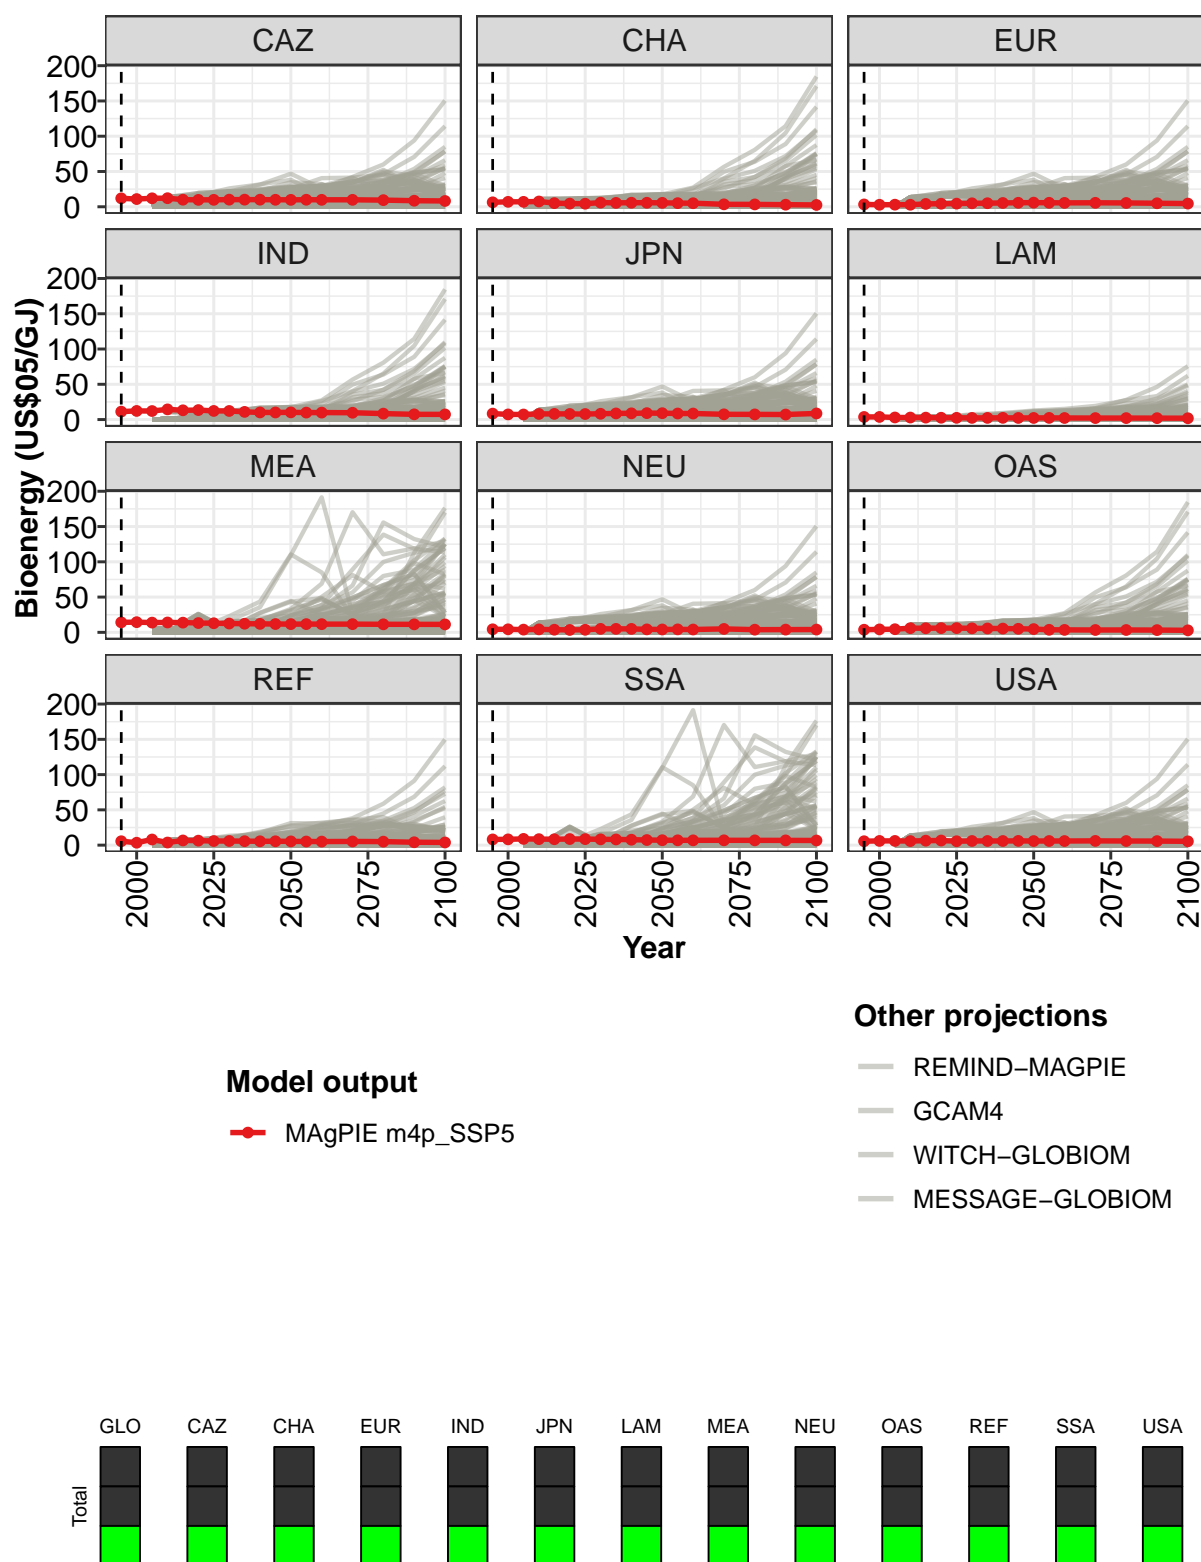 CAZ CHA EUR
200
150
100
50
0
IND JPN LAM
200
150
100
50
0
MEA NEU OAS
200
150
100
50
0
REF SSA USA
200
150
100
50
0
Bioenergy (US$05/GJ)
2000 2025 2050 2075 2100 2000 2025 2050 2075 2100 2000 2025 2050 2075 2100
Year
Other projections
REMIND−MAGPIE
GCAM4
WITCH−GLOBIOM
MESSAGE−GLOBIOM
Model output
MAgPIE m4p_SSP5
GLO CAZ CHA EUR IND JPN LAM MEA NEU OAS REF SSA USA
Total